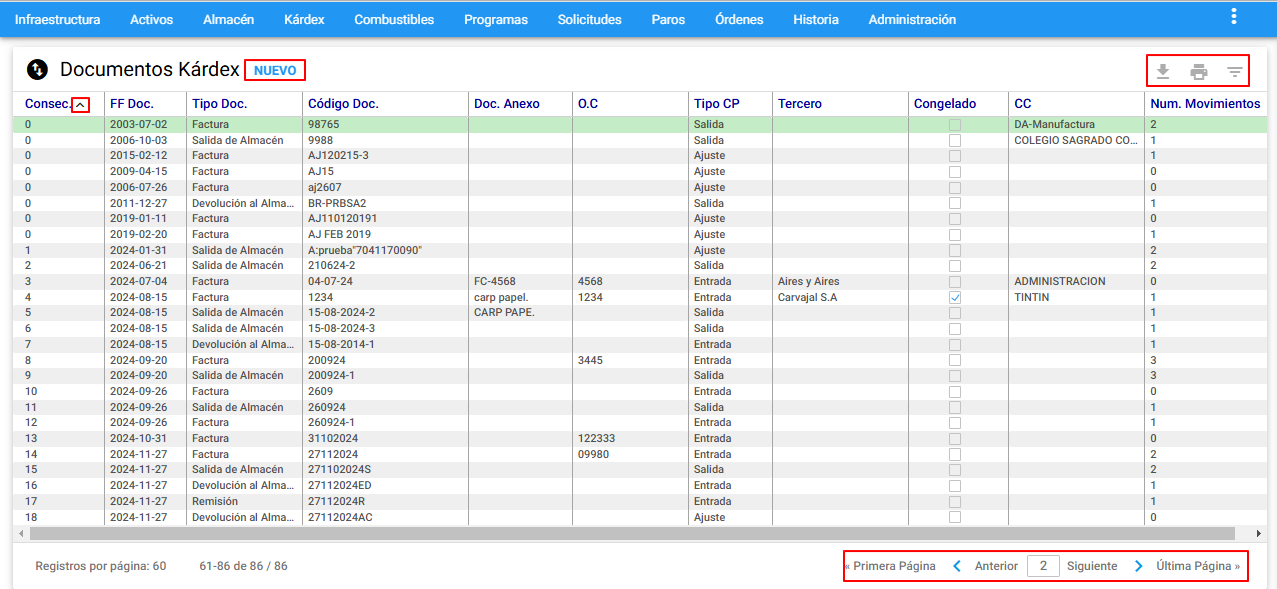 Infraestructura Activos Almacén Kárdex Combustibles Programas Solicitudes Paros Órdenes Historia Administración
Documentos Kárdex NUEVO
Consec. FF Doc. Tipo Doc. Código Doc. Doc. Anexo O.C Tipo CP Tercero Congelado CC Num. Movimientos
0 2003-07-02 Factura 98765 Salida DA-Manufactura 2
0 2006-10-03 Salida de Almacén 9988 Salida COLEGIO SAGRADO CO... 1
0 2015-02-12 Factura AJ120215-3 Ajuste 1
0 2009-04-15 Factura AJ15 Ajuste 0
0 2006-07-26 Factura aj2607 Ajuste 0
0 2011-12-27 Devolución al Alma... BR-PRBSA2 Salida 1
0 2019-01-11 Factura AJ110120191 Ajuste 0
0 2019-02-20 Factura AJ FEB 2019 Ajuste 1
1 2024-01-31 Salida de Almacén A:prueba"7041170090" Ajuste 2
2 2024-06-21 Salida de Almacén 210624-2 Salida 2
3 2024-07-04 Factura 04-07-24 FC-4568 4568 Entrada Aires y Aires ADMINISTRACION 0
4 2024-08-15 Factura 1234 carp papel. 1234 Entrada Carvajal S.A TINTIN 1
5 2024-08-15 Salida de Almacén 15-08-2024-2 CARP PAPE. Salida 1
6 2024-08-15 Salida de Almacén 15-08-2024-3 Salida 1
7 2024-08-15 Devolución al Alma... 15-08-2014-1 Entrada 1
8 2024-09-20 Factura 200924 3445 Entrada 3
9 2024-09-20 Salida de Almacén 200924-1 Salida 3
10 2024-09-26 Factura 2609 Entrada 0
11 2024-09-26 Salida de Almacén 260924 Salida 1
12 2024-09-26 Factura 260924-1 Entrada 1
13 2024-10-31 Factura 31102024 122333 Entrada 0
14 2024-11-27 Factura 27112024 09980 Entrada 2
15 2024-11-27 Salida de Almacén 271102024S Salida 2
16 2024-11-27 Devolución al Alma... 27112024ED Entrada 1
17 2024-11-27 Remisión 27112024R Entrada 1
18 2024-11-27 Devolución al Alma... 27112024AC Ajuste 0
Registros por página: 60 61-86 de 86 / 86 « Primera Página Anterior 2 Siguiente Última Página »